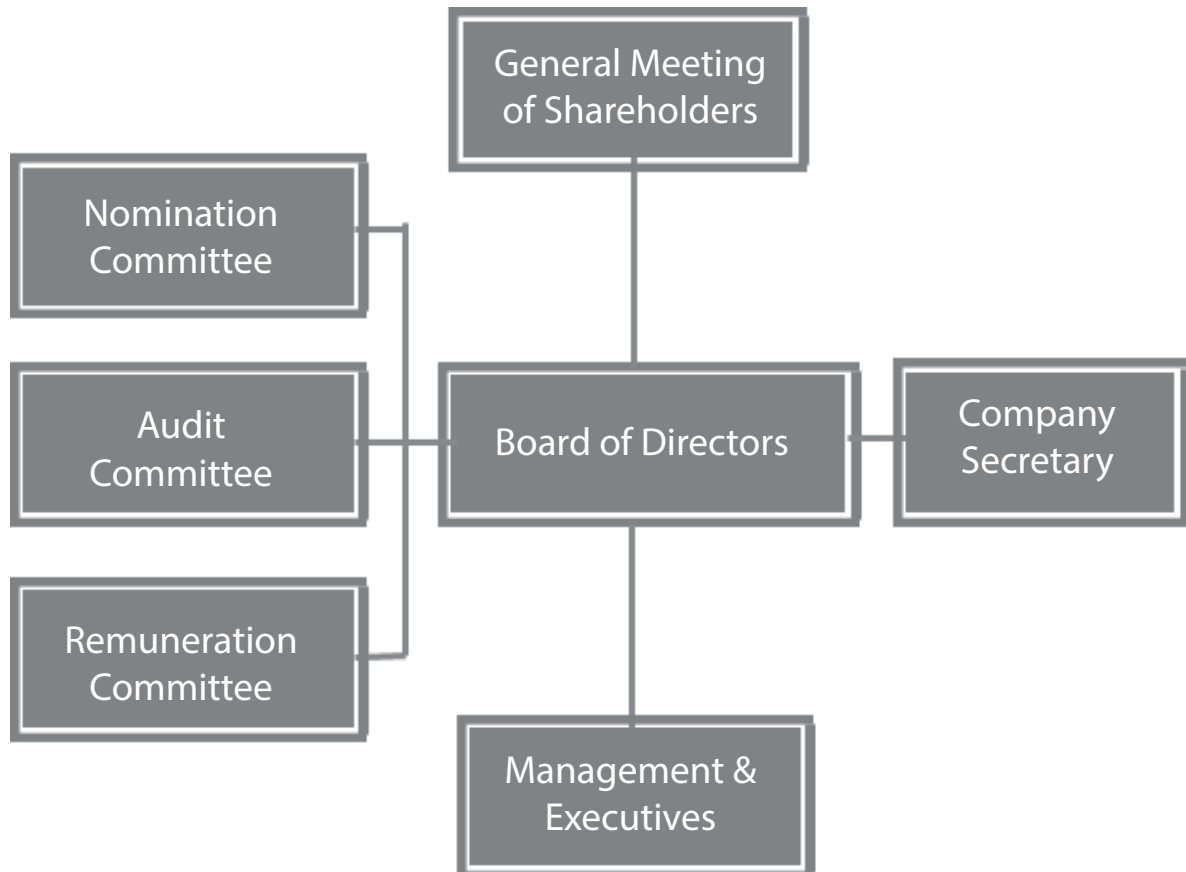 General Meeting
of Shareholders
Nomination
Committee
Audit
Committee
Board of Directors
Company
Secretary
Remuneration
Committee
Management &
Executives